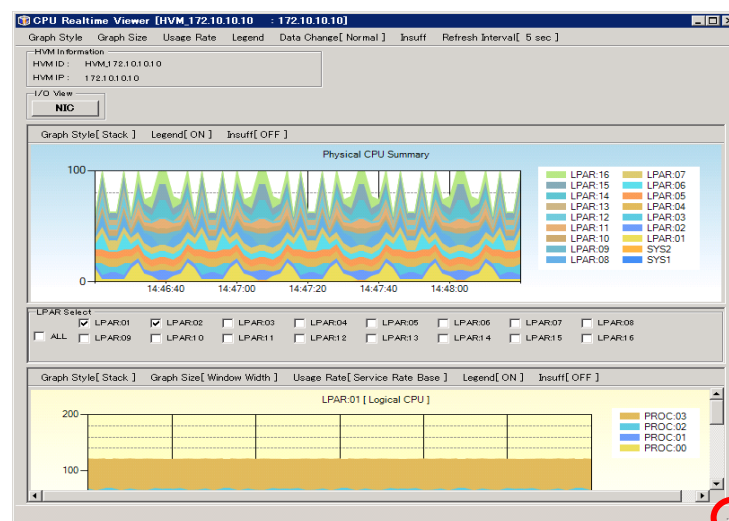 CPU Realtime Viewer [HVM_172.10.10.10 : 172.10.10.10]
Graph Style Graph Size Usage Rate Legend Data Change[ Normal ] Insuff Refresh Interval[ 5 sec ]
HVM Information
HVM ID : HVM_172.10.10.10
HVM IP : 172.10.10.10
I/O View
NIC
Graph Style[ Stack ] Legend[ ON ] Insuff[ OFF ]
Physical CPU Summary
100
0
14:46:40 14:47:00 14:47:20 14:47:40 14:48:00
LPAR:16 LPAR:07
LPAR:15 LPAR:06
LPAR:14 LPAR:05
LPAR:13 LPAR:04
LPAR:12 LPAR:03
LPAR:11 LPAR:02
LPAR:10 LPAR:01
LPAR:09 SYS2
LPAR:08 SYS1
LPAR Select
ALL
LPAR:01 LPAR:02 LPAR:03 LPAR:04 LPAR:05 LPAR:06 LPAR:07 LPAR:08
LPAR:09 LPAR:10 LPAR:11 LPAR:12 LPAR:13 LPAR:14 LPAR:15 LPAR:16
Graph Style[ Stack ] Graph Size[ Window Width ] Usage Rate[ Service Rate Base ] Legend[ ON ] Insuff[ OFF ]
LPAR:01 [ Logical CPU ]
200
100
PROC:03
PROC:02
PROC:01
PROC:00